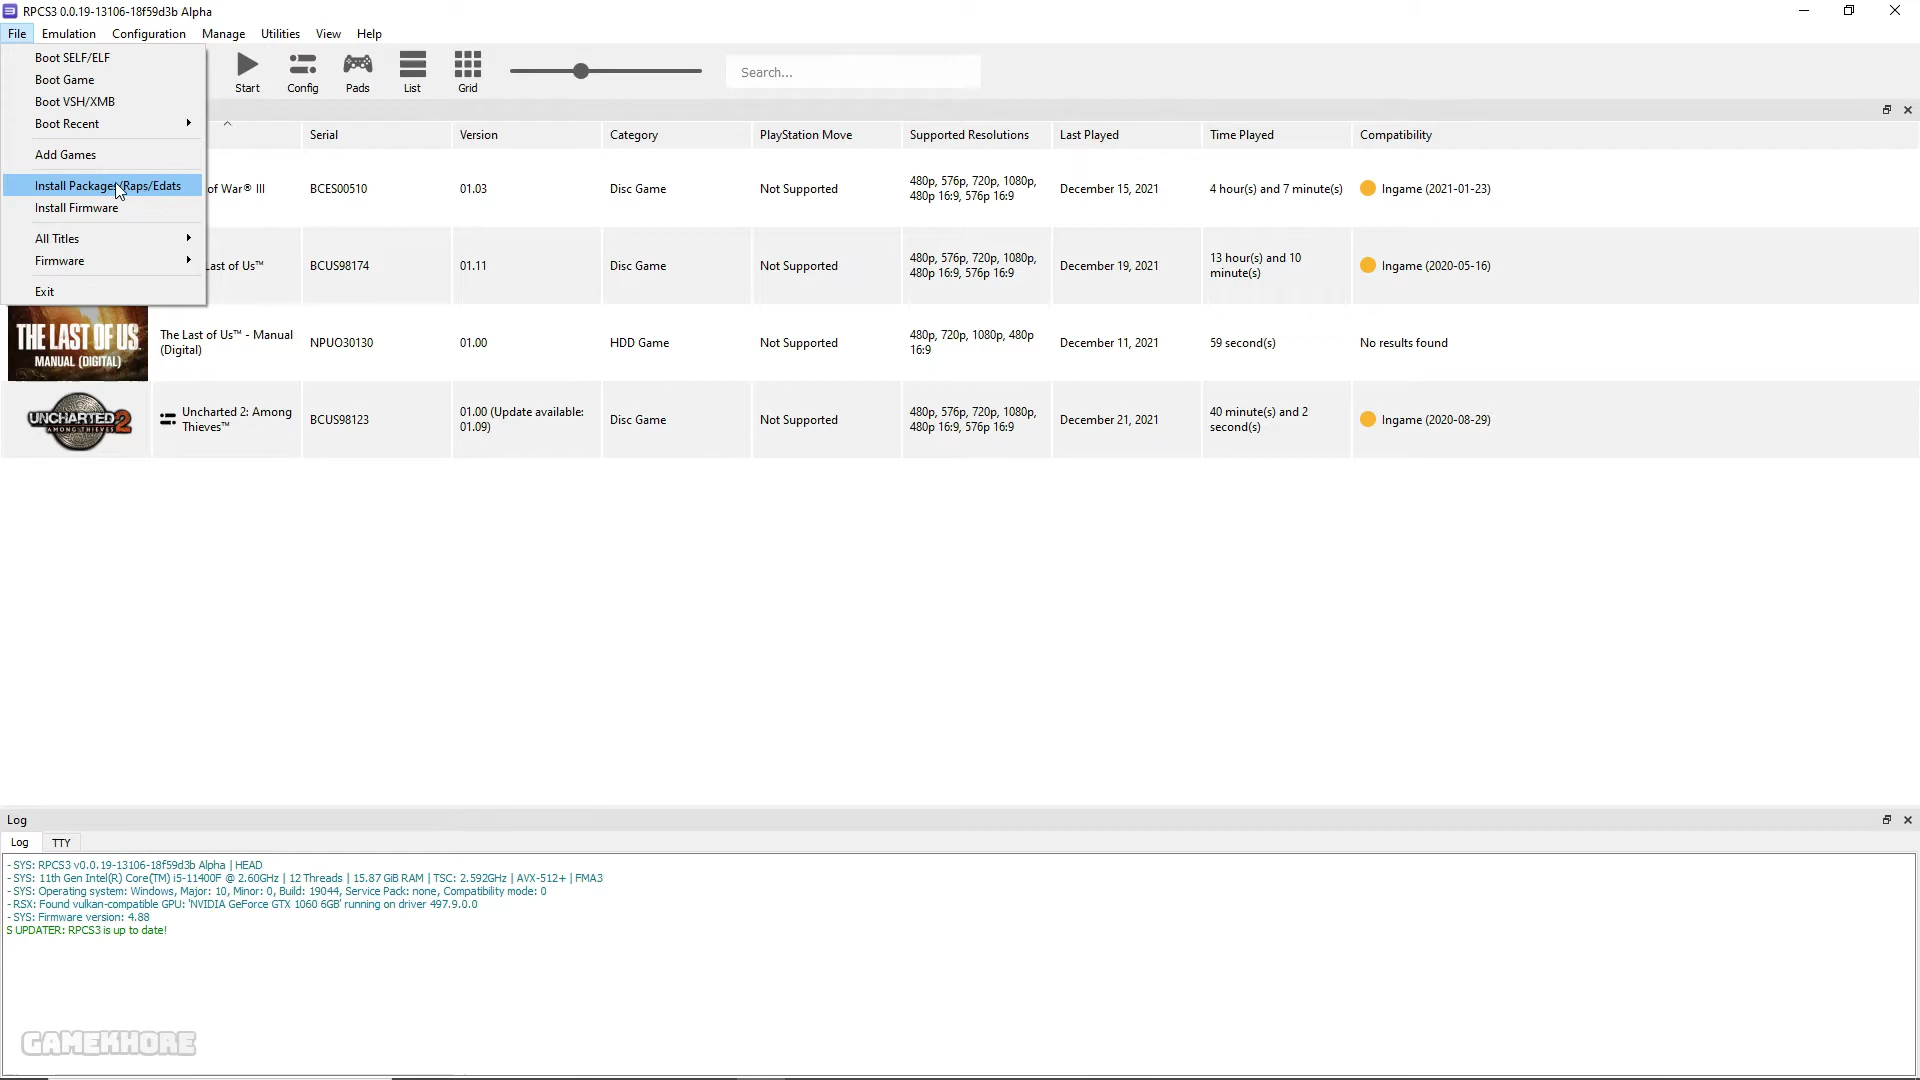 RPCS3 0.0.19-13106-18f59d3b Alpha
File Emulation Configuration Manage Utilities View Help
Boot SELF/ELF
Boot Game
Boot VSH/XMB
Boot Recent
Add Games
Install Packages/Raps/Edats
Install Firmware
All Titles
Firmware
Exit
Start Config Pads List Grid
Search...
Serial Version Category PlayStation Move Supported Resolutions Last Played Time Played Compatibility
of War® III BCES00510 01.03 Disc Game Not Supported 480p, 576p, 720p, 1080p, December 15, 2021 4 hour(s) and 7 minute(s) Ingame (2021-01-23)
480p 16:9, 576p 16:9
Last of Us™ BCUS98174 01.11 Disc Game Not Supported 480p, 576p, 720p, 1080p, December 19, 2021 13 hour(s) and 10 Ingame (2020-05-16)
480p 16:9, 576p 16:9 minute(s)
THE LAST OF US
MANUAL (DIGITAL)
The Last of Us™ - Manual NPUO30130 01.00 HDD Game Not Supported 480p, 720p, 1080p, 480p December 11, 2021 59 second(s) No results found
(Digital) 16:9
UNCHARTED 2
AMONG THIEVES
Uncharted 2: Among BCUS98123 01.00 (Update available: Disc Game Not Supported 480p, 576p, 720p, 1080p, December 21, 2021 40 minute(s) and 2 Ingame (2020-08-29)
Thieves™ 01.09) 480p 16:9, 576p 16:9 second(s)
Log
Log TTY
- SYS: RPCS3 v0.0.19-13106-18f59d3b Alpha | HEAD
- SYS: 11th Gen Intel(R) Core(TM) i5-11400F @ 2.60GHz | 12 Threads | 15.87 GiB RAM | TSC: 2.592GHz | AVX-512+ | FMA3
- SYS: Operating system: Windows, Major: 10, Minor: 0, Build: 19044, Service Pack: none, Compatibility mode: 0
- RSX: Found vulkan-compatible GPU: 'NVIDIA GeForce GTX 1060 6GB' running on driver 497.9.0.0
- SYS: Firmware version: 4.88
S UPDATER: RPCS3 is up to date!
GAMEKHORE